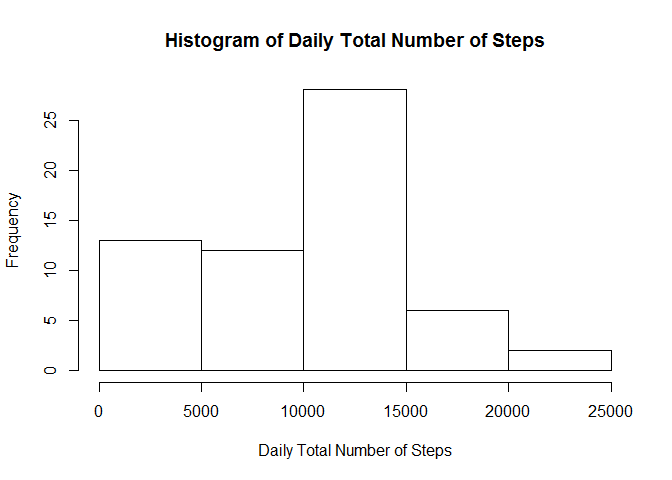 Histogram of Daily Total Number of Steps
Frequency
25
20
15
10
5
0
0 5000 10000 15000 20000 25000
Daily Total Number of Steps